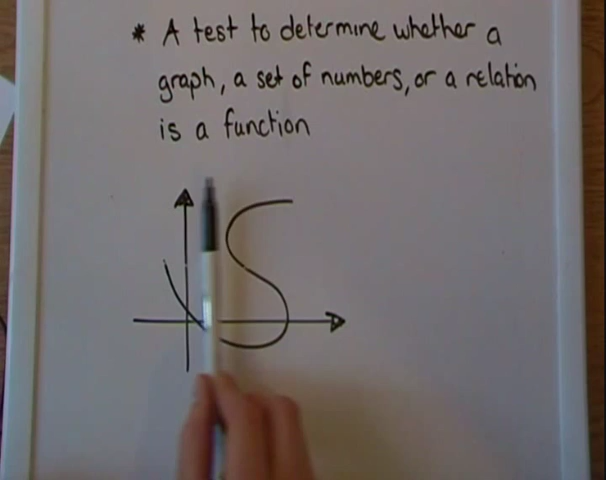 * A test to determine whether a
graph, a set of numbers, or a relation
is a function